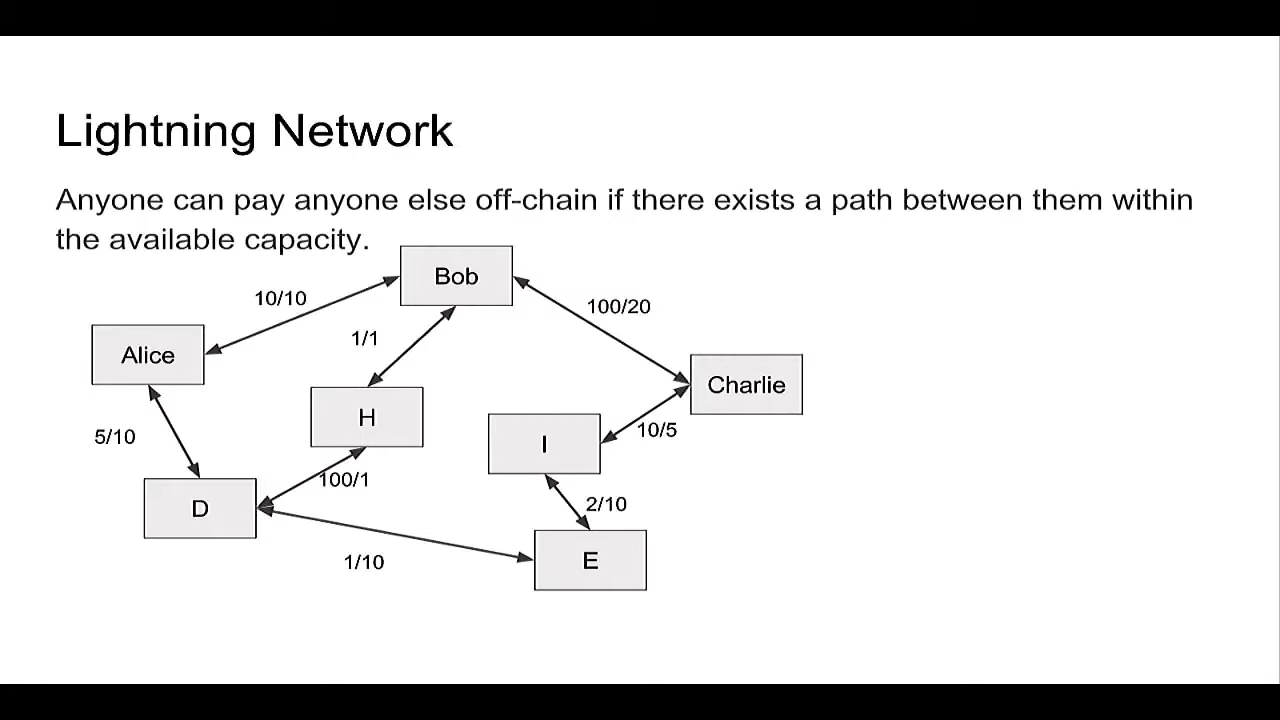 Lightning Network
Anyone can pay anyone else off-chain if there exists a path between them within
the available capacity.
Bob
10/10
100/20
1/1
Alice
Charlie
H
10/5
5/10
I
100/1
2/10
D
E
1/10